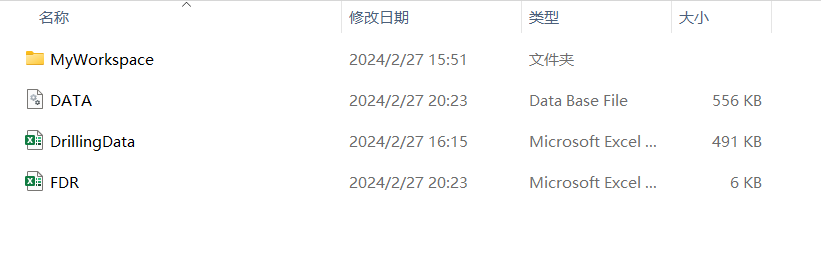 名称 修改日期 类型 大小
MyWorkspace 2024/2/27 15:51 文件夹
DATA 2024/2/27 20:23 Data Base File 556 KB
DrillingData 2024/2/27 16:15 Microsoft Excel ... 491 KB
FDR 2024/2/27 20:23 Microsoft Excel ... 6 KB